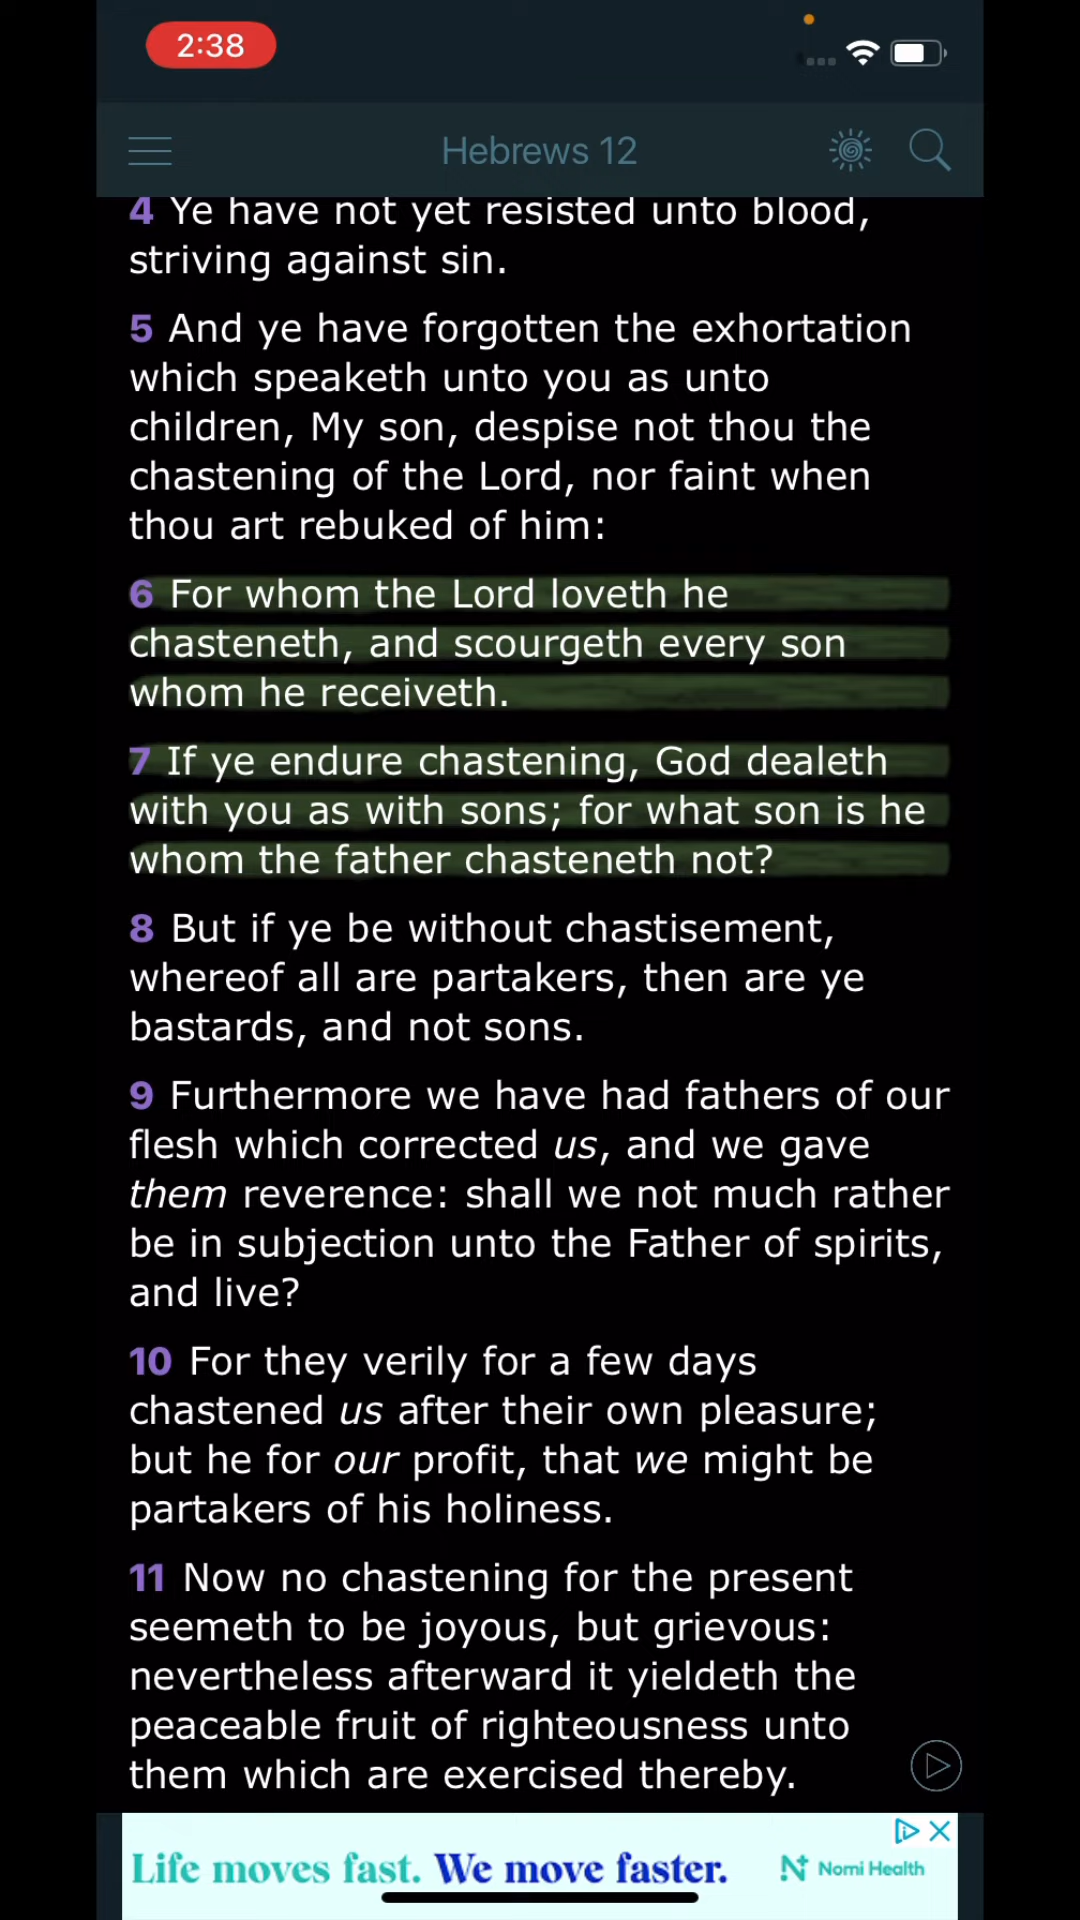 2:38
Hebrews 12
4 Ye have not yet resisted unto blood,
striving against sin.
5 And ye have forgotten the exhortation
which speaketh unto you as unto
children, My son, despise not thou the
chastening of the Lord, nor faint when
thou art rebuked of him:
6 For whom the Lord loveth he
chasteneth, and scourgeth every son
whom he receiveth.
7 If ye endure chastening, God dealeth
with you as with sons; for what son is he
whom the father chasteneth not?
8 But if ye be without chastisement,
whereof all are partakers, then are ye
bastards, and not sons.
9 Furthermore we have had fathers of our
flesh which corrected us, and we gave
them reverence: shall we not much rather
be in subjection unto the Father of spirits,
and live?
10 For they verily for a few days
chastened us after their own pleasure;
but he for our profit, that we might be
partakers of his holiness.
11 Now no chastening for the present
seemeth to be joyous, but grievous:
nevertheless afterward it yieldeth the
peaceable fruit of righteousness unto
them which are exercised thereby.
Life moves fast. We move faster.
Nomi Health